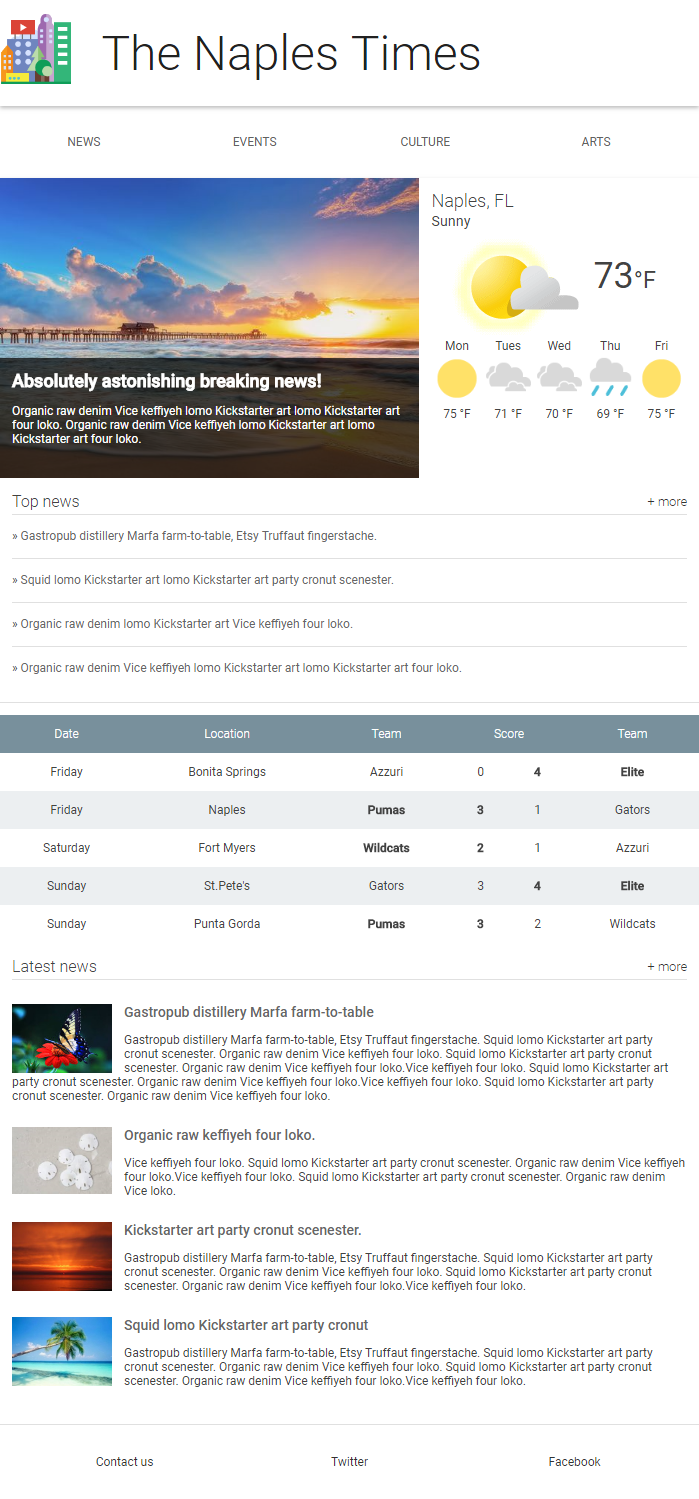 The Naples Times
NEWS EVENTS CULTURE ARTS
Naples, FL
Sunny
73°F
Mon Tues Wed Thu Fri
75 °F 71 °F 70 °F 69 °F 75 °F
Absolutely astonishing breaking news!
Organic raw denim Vice keffiyeh lomo Kickstarter art lomo Kickstarter art
four loko. Organic raw denim Vice keffiyeh lomo Kickstarter art lomo
Kickstarter art four loko.
Top news + more
» Gastropub distillery Marfa farm-to-table, Etsy Truffaut fingerstache.
» Squid lomo Kickstarter art lomo Kickstarter art party cronut scenester.
» Organic raw denim lomo Kickstarter art Vice keffiyeh four loko.
» Organic raw denim Vice keffiyeh lomo Kickstarter art lomo Kickstarter art four loko.
Date Location Team Score Team
Friday Bonita Springs Azzuri 0 4 Elite
Friday Naples Pumas 3 1 Gators
Saturday Fort Myers Wildcats 2 1 Azzuri
Sunday St.Pete's Gators 3 4 Elite
Sunday Punta Gorda Pumas 3 2 Wildcats
Latest news + more
Gastropub distillery Marfa farm-to-table
Gastropub distillery Marfa farm-to-table, Etsy Truffaut fingerstache. Squid lomo Kickstarter art party
cronut scenester. Organic raw denim Vice keffiyeh four loko. Squid lomo Kickstarter art party cronut
scenester. Organic raw denim Vice keffiyeh four loko.Vice keffiyeh four loko. Squid lomo Kickstarter art
party cronut scenester. Organic raw denim Vice keffiyeh four loko.Vice keffiyeh four loko. Squid lomo Kickstarter art party
cronut scenester. Organic raw denim Vice keffiyeh four loko.
Organic raw keffiyeh four loko.
Vice keffiyeh four loko. Squid lomo Kickstarter art party cronut scenester. Organic raw denim Vice keffiyeh
four loko.Vice keffiyeh four loko. Squid lomo Kickstarter art party cronut scenester. Organic raw denim
Vice loko.
Kickstarter art party cronut scenester.
Gastropub distillery Marfa farm-to-table, Etsy Truffaut fingerstache. Squid lomo Kickstarter art party
cronut scenester. Organic raw denim Vice keffiyeh four loko. Squid lomo Kickstarter art party cronut
scenester. Organic raw denim Vice keffiyeh four loko.Vice keffiyeh four loko.
Squid lomo Kickstarter art party cronut
Gastropub distillery Marfa farm-to-table, Etsy Truffaut fingerstache. Squid lomo Kickstarter art party
cronut scenester. Organic raw denim Vice keffiyeh four loko. Squid lomo Kickstarter art party cronut
scenester. Organic raw denim Vice keffiyeh four loko.Vice keffiyeh four loko.
Contact us Twitter Facebook